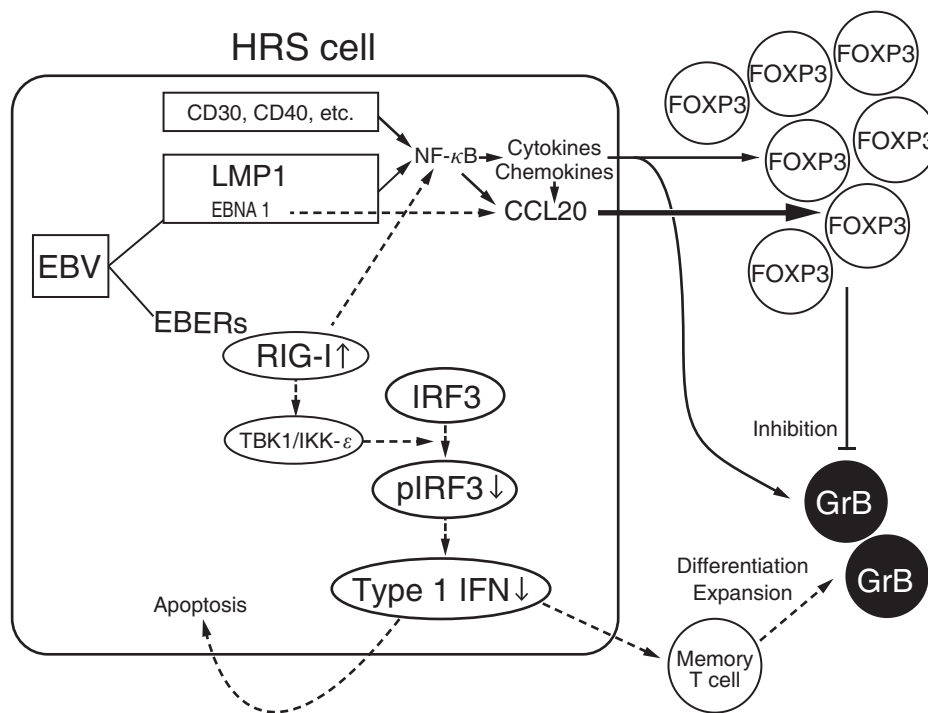 HRS cell
CD30, CD40, etc.
LMP1
EBNA 1
NF-κB
Cytokines
Chemokines
CCL20
EBV
EBERs
RIG-I↑
TBK1/IKK-ε
IRF3
pIRF3↓
Type 1 IFN↓
Apoptosis
FOXP3
FOXP3
FOXP3
FOXP3
FOXP3
FOXP3
FOXP3
Inhibition
GrB
GrB
Differentiation
Expansion
Memory
T cell